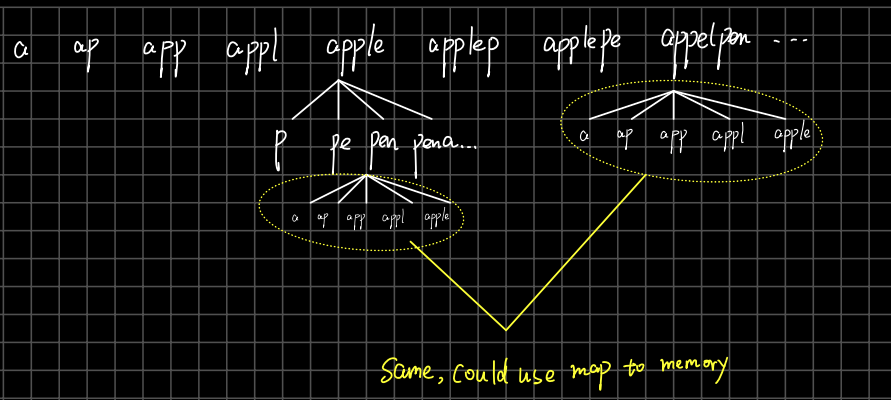 a ap app appl apple applep applepe appelpen ...
p pe pen pena...
a ap app appl apple
a ap app appl apple
Same, could use map to memory